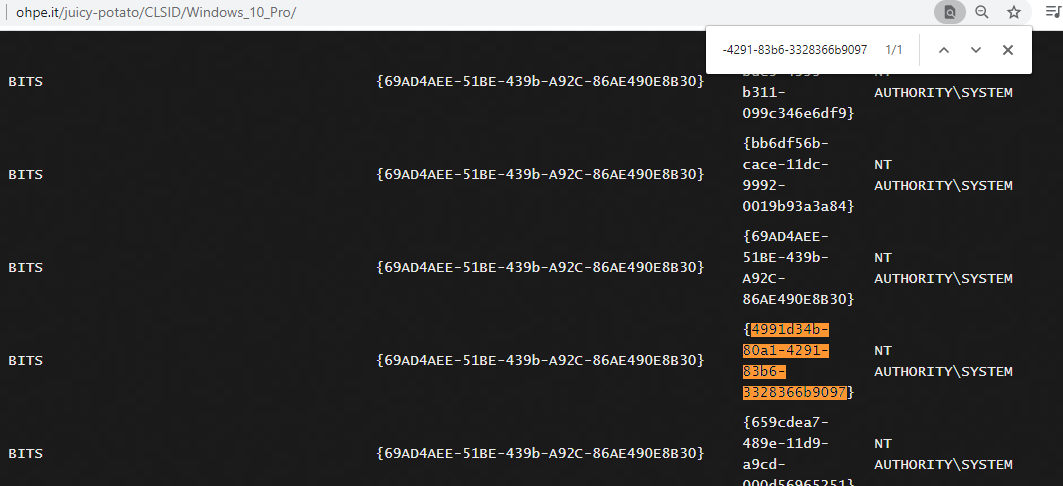 ohpe.it/juicy-potato/CLSID/Windows_10_Pro/
-4291-83b6-3328366b9097 1/1
BITS {69AD4AEE-51BE-439b-A92C-86AE490E8B30}
b311-
099c346e6df9}
AUTHORITY\SYSTEM
BITS {69AD4AEE-51BE-439b-A92C-86AE490E8B30}
{bb6df56b-
cace-11dc-
9992-
0019b93a3a84}
NT
AUTHORITY\SYSTEM
BITS {69AD4AEE-51BE-439b-A92C-86AE490E8B30}
{69AD4AEE-
51BE-439b-
A92C-
86AE490E8B30}
NT
AUTHORITY\SYSTEM
BITS {69AD4AEE-51BE-439b-A92C-86AE490E8B30}
{4991d34b-
80a1-4291-
83b6-
3328366b9097}
NT
AUTHORITY\SYSTEM
BITS {69AD4AEE-51BE-439b-A92C-86AE490E8B30}
{659cdea7-
489e-11d9-
a9cd-
000d56965251}
NT
AUTHORITY\SYSTEM